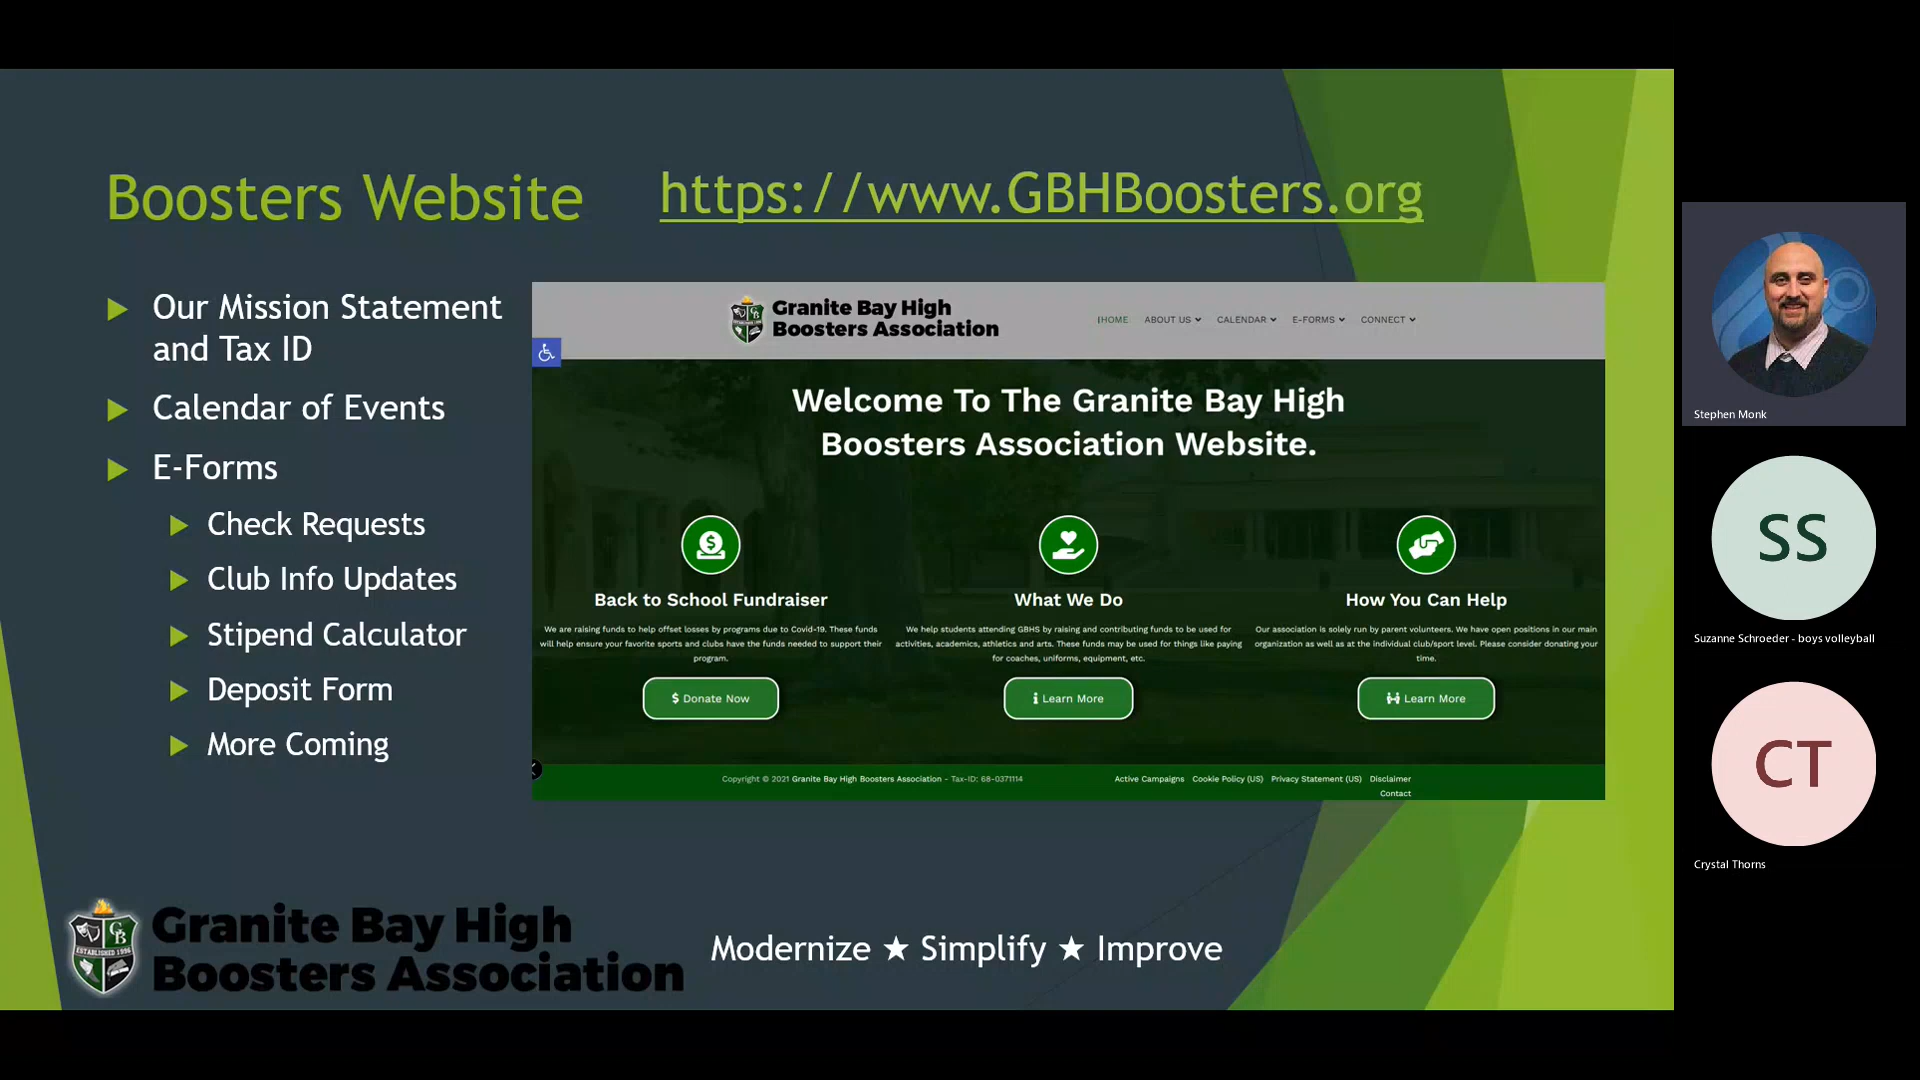 Boosters Website
https://www.GBHBoosters.org
Our Mission Statement
and Tax ID
Calendar of Events
E-Forms
Check Requests
Club Info Updates
Stipend Calculator
Deposit Form
More Coming
Granite Bay High
Boosters Association
HOME ABOUT US CALENDAR E-FORMS CONNECT
Welcome To The Granite Bay High
Boosters Association Website.
Back to School Fundraiser
We are raising funds to help offset losses by programs due to Covid-19. These funds
will help ensure your favorite sports and clubs have the funds needed to support their
program.
$ Donate Now
What We Do
We help students attending GBHS by raising and contributing funds to be used for
activities, academics, athletics and arts. These funds may be used for things like paying
for coaches, uniforms, equipment, etc.
Learn More
How You Can Help
Our association is solely run by parent volunteers. We have open positions in our main
organization as well as at the individual club/sport level. Please consider donating your
time.
Learn More
Copyright © 2021 Granite Bay High Boosters Association - Tax-ID: 68-0371114
Active Campaigns Cookie Policy (US) Privacy Statement (US) Disclaimer
Contact
GB
ESTABLISHED 1996
Granite Bay High
Boosters Association
Modernize ★ Simplify ★ Improve
Stephen Monk
SS
Suzanne Schroeder - boys volleyball
CT
Crystal Thorns